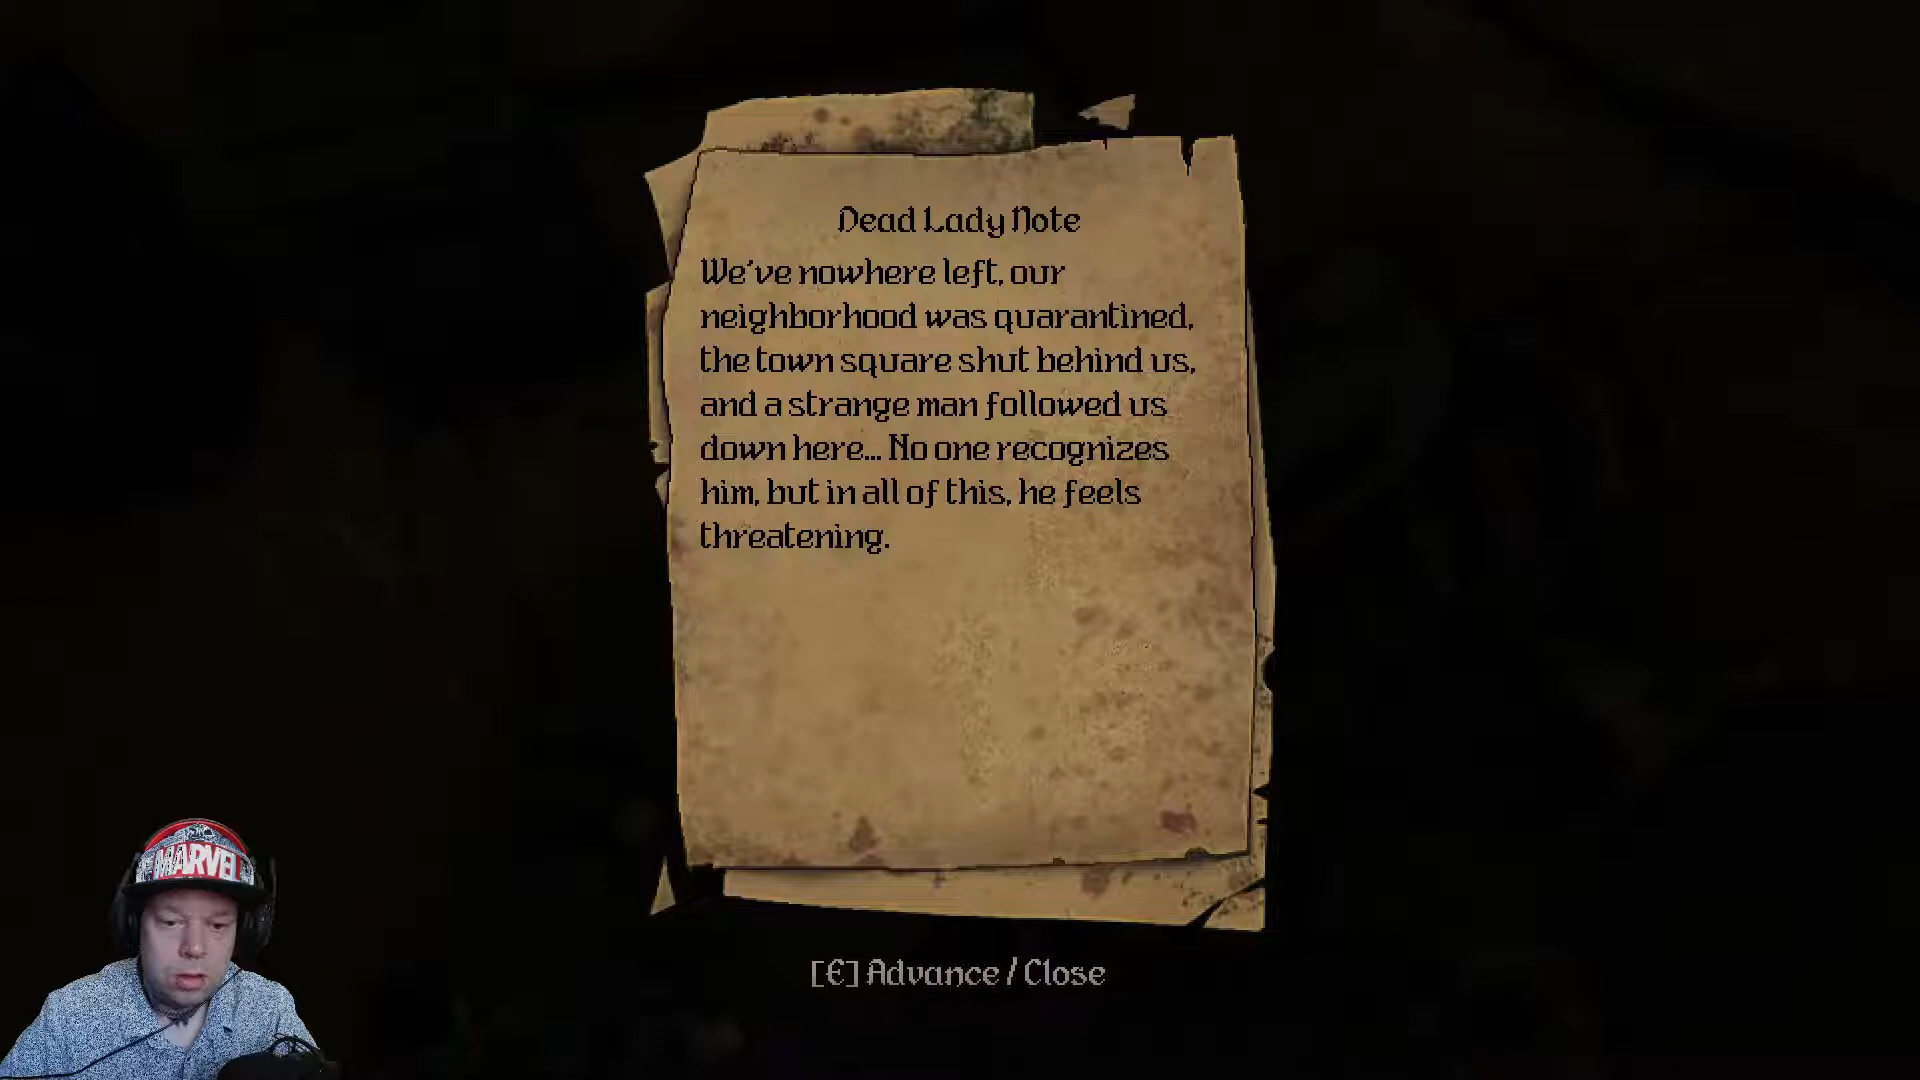 Dead Lady Note
We've nowhere left, our
neighborhood was quarantined,
the town square shut behind us,
and a strange man followed us
down here... No one recognizes
him, but in all of this, he feels
threatening.
MARVEL
[E] Advance / Close